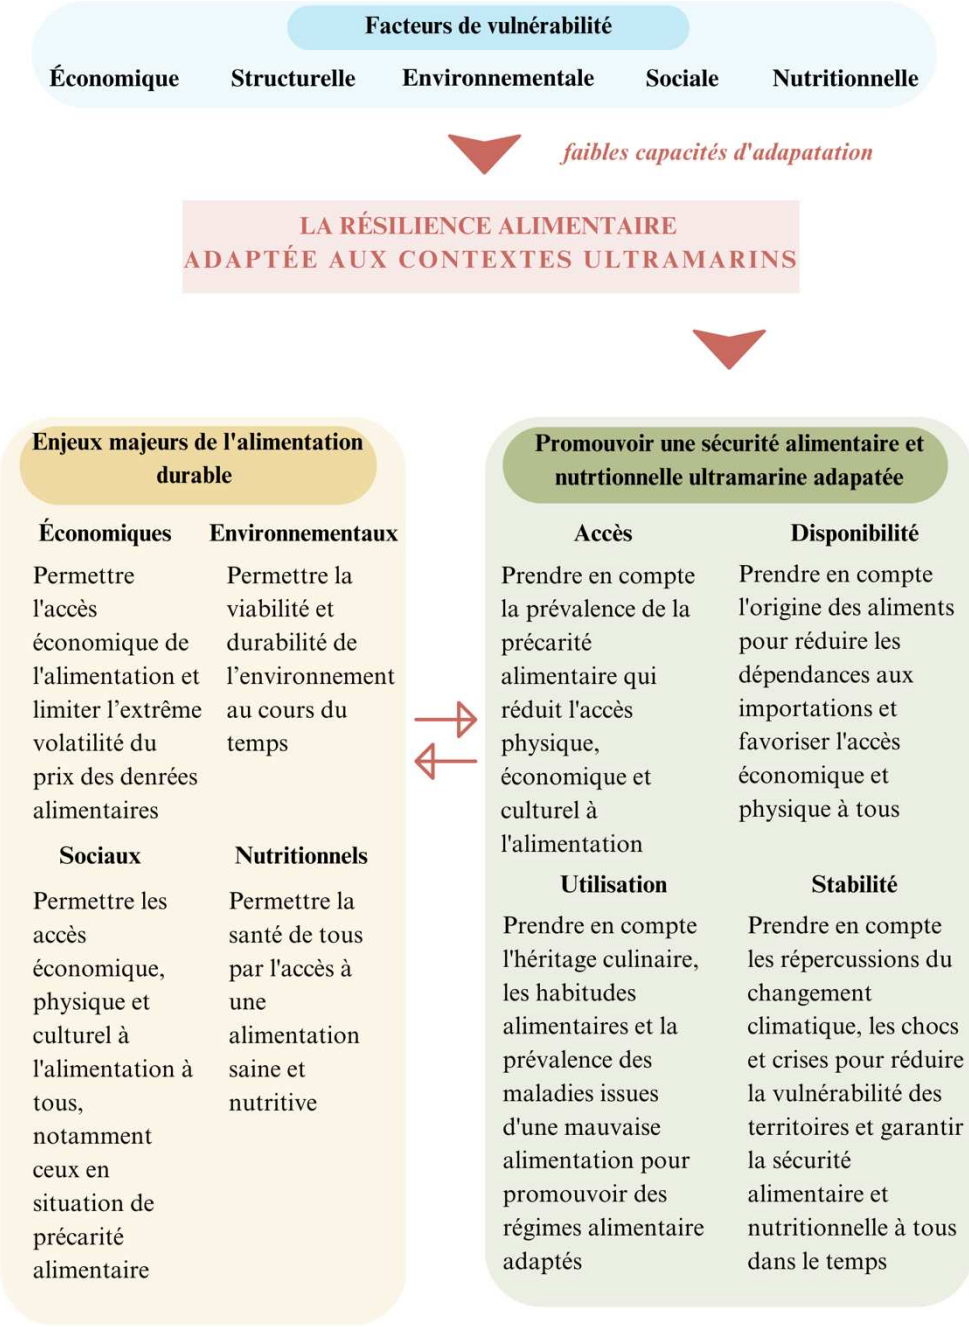 Facteurs de vulnérabilité
Économique Structurelle Environnementale Sociale Nutritionnelle
faibles capacités d'adapatation
LA RÉSILIENCE ALIMENTAIRE
ADAPTÉE AUX CONTEXTES ULTRAMARINS
Enjeux majeurs de l'alimentation
durable
Économiques
Permettre
l'accès
économique de
l'alimentation et
limiter l’extrême
volatilité du
prix des denrées
alimentaires
Environnementaux
Permettre la
viabilité et
durabilité de
l’environnement
au cours du
temps
Sociaux
Permettre les
accès
économique,
physique et
culturel à
l'alimentation à
tous,
notamment
ceux en
situation de
précarité
alimentaire
Nutritionnels
Permettre la
santé de tous
par l'accès à
une
alimentation
saine et
nutritive
Promouvoir une sécurité alimentaire et
nutrtionnelle ultramarine adapatée
Accès
Prendre en compte
la prévalence de la
précarité
alimentaire qui
réduit l'accès
physique,
économique et
culturel à
l'alimentation
Disponibilité
Prendre en compte
l'origine des aliments
pour réduire les
dépendances aux
importations et
favoriser l'accès
économique et
physique à tous
Utilisation
Prendre en compte
l'héritage culinaire,
les habitudes
alimentaires et la
prévalence des
maladies issues
d'une mauvaise
alimentation pour
promouvoir des
régimes alimentaire
adaptés
Stabilité
Prendre en compte
les répercussions du
changement
climatique, les chocs
et crises pour réduire
la vulnérabilité des
territoires et garantir
la sécurité
alimentaire et
nutritionnelle à tous
dans le temps